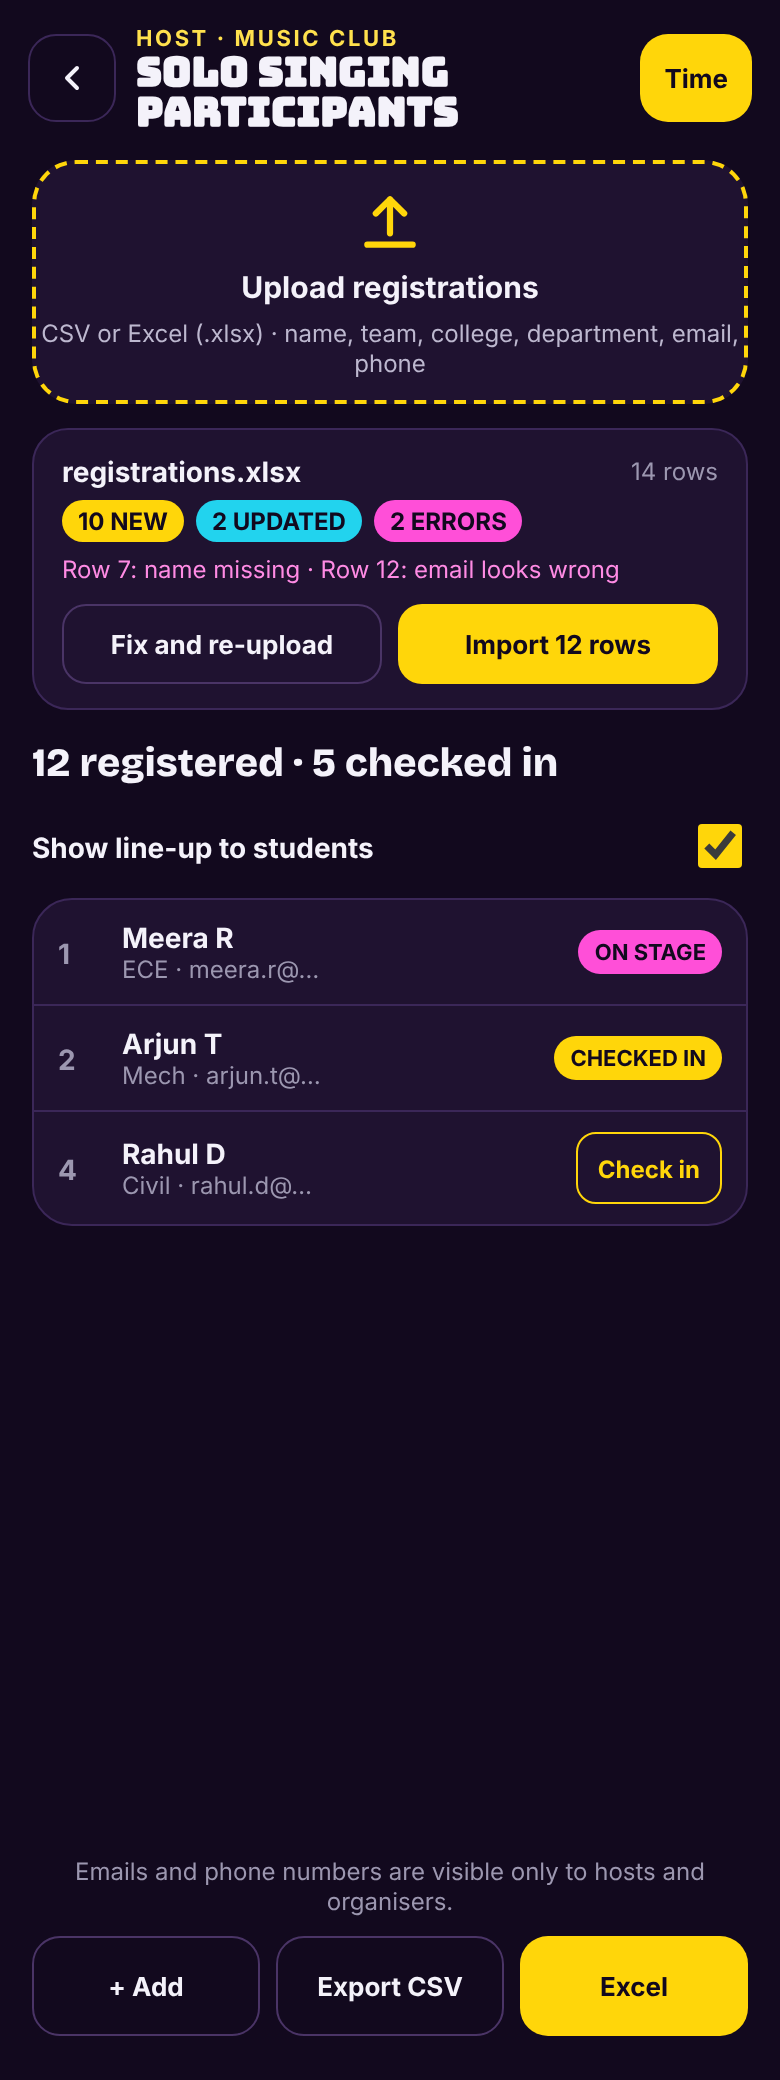 HOST · MUSIC CLUB
SOLO SINGING
PARTICIPANTS
Time
Upload registrations
CSV or Excel (.xlsx) · name, team, college, department, email,
phone
registrations.xlsx
14 rows
10 NEW
2 UPDATED
2 ERRORS
Row 7: name missing · Row 12: email looks wrong
Fix and re-upload
Import 12 rows
12 registered · 5 checked in
Show line-up to students
1
Meera R
ECE · meera.r@...
ON STAGE
2
Arjun T
Mech · arjun.t@...
CHECKED IN
4
Rahul D
Civil · rahul.d@...
Check in
Emails and phone numbers are visible only to hosts and
organisers.
+ Add
Export CSV
Excel